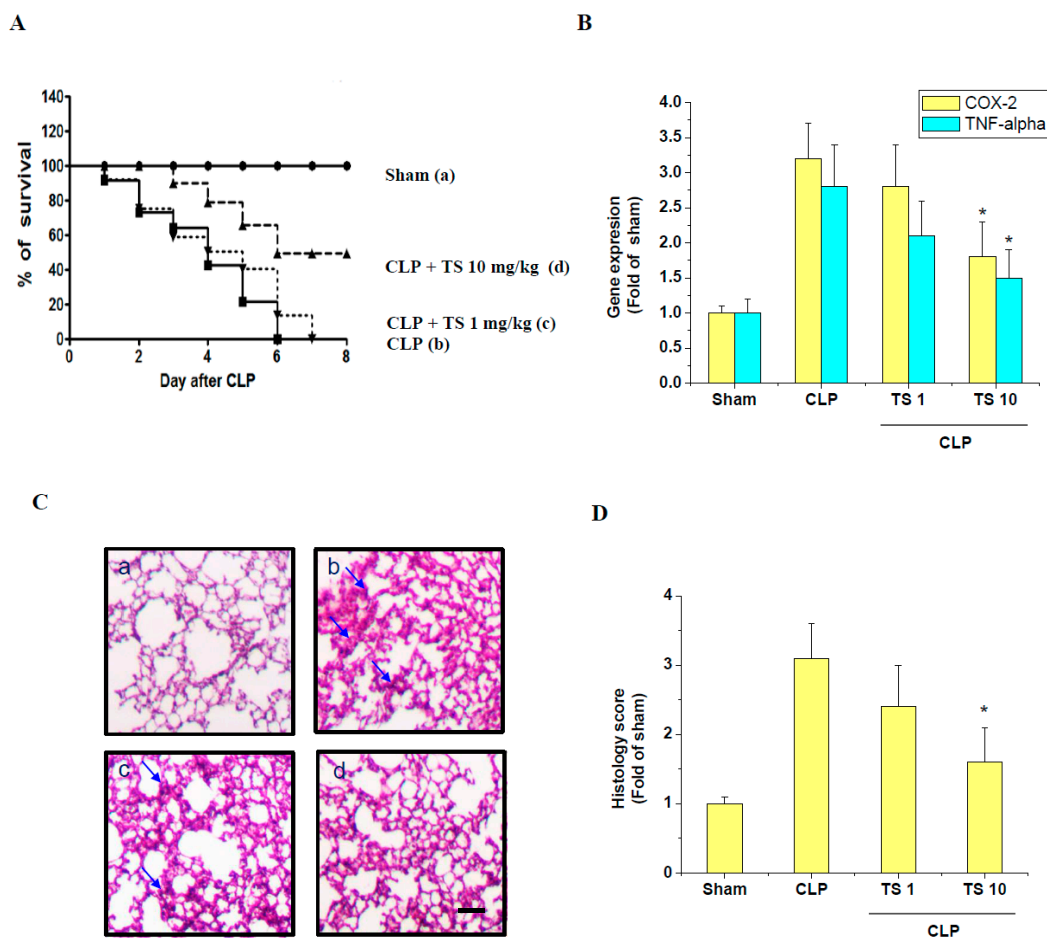 A
140
120
100
80
60
40
20
0
0 2 4 6 8
% of survival
Day after CLP
Sham (a)
CLP + TS 10 mg/kg (d)
CLP + TS 1 mg/kg (c)
CLP (b)
B
COX-2
TNF-alpha
4.0
3.5
3.0
2.5
2.0
1.5
1.0
0.5
0.0
Gene expresion
(Fold of sham)
* *
Sham CLP TS 1 TS 10
CLP
C
a
b
c
d
D
4
3
2
1
0
Histology score
(Fold of sham)
*
Sham CLP TS 1 TS 10
CLP